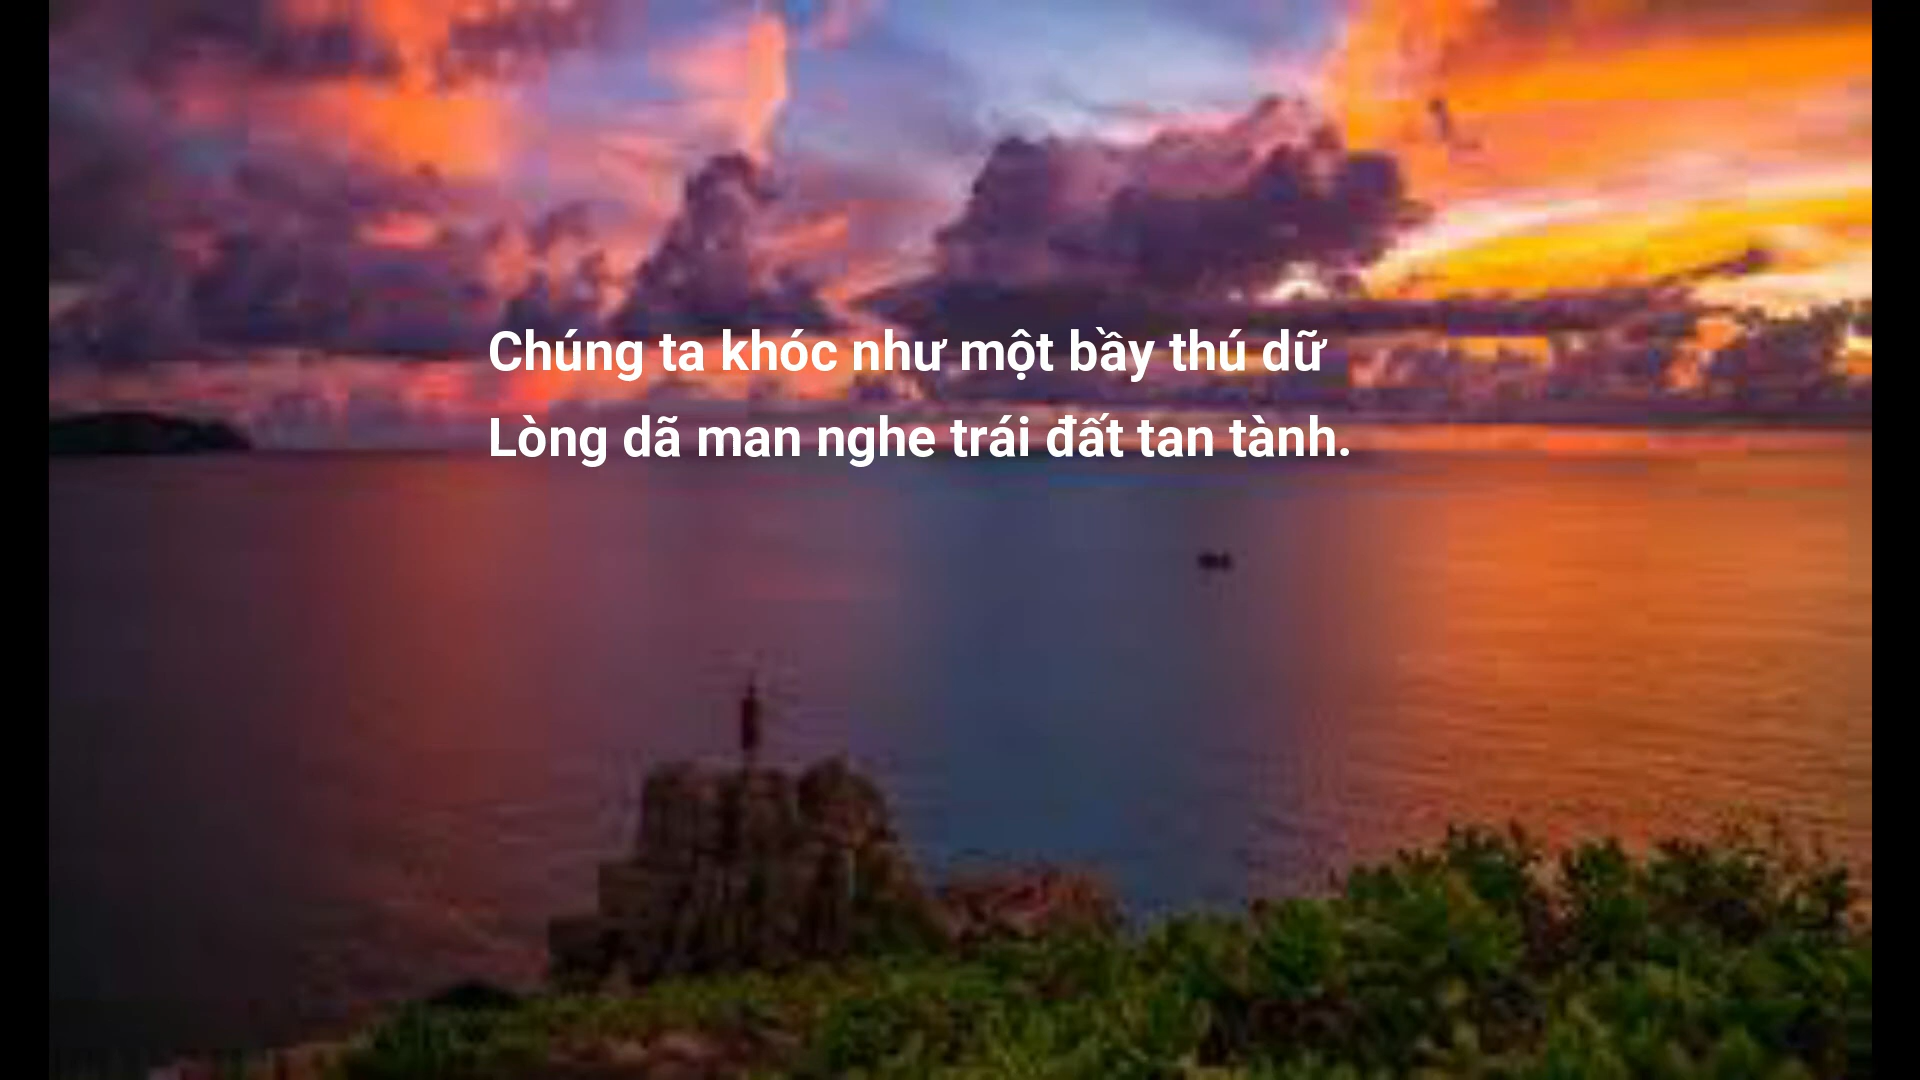 Chúng ta khóc như một bầy thú dữ
Lòng dã man nghe trái đất tan tành.